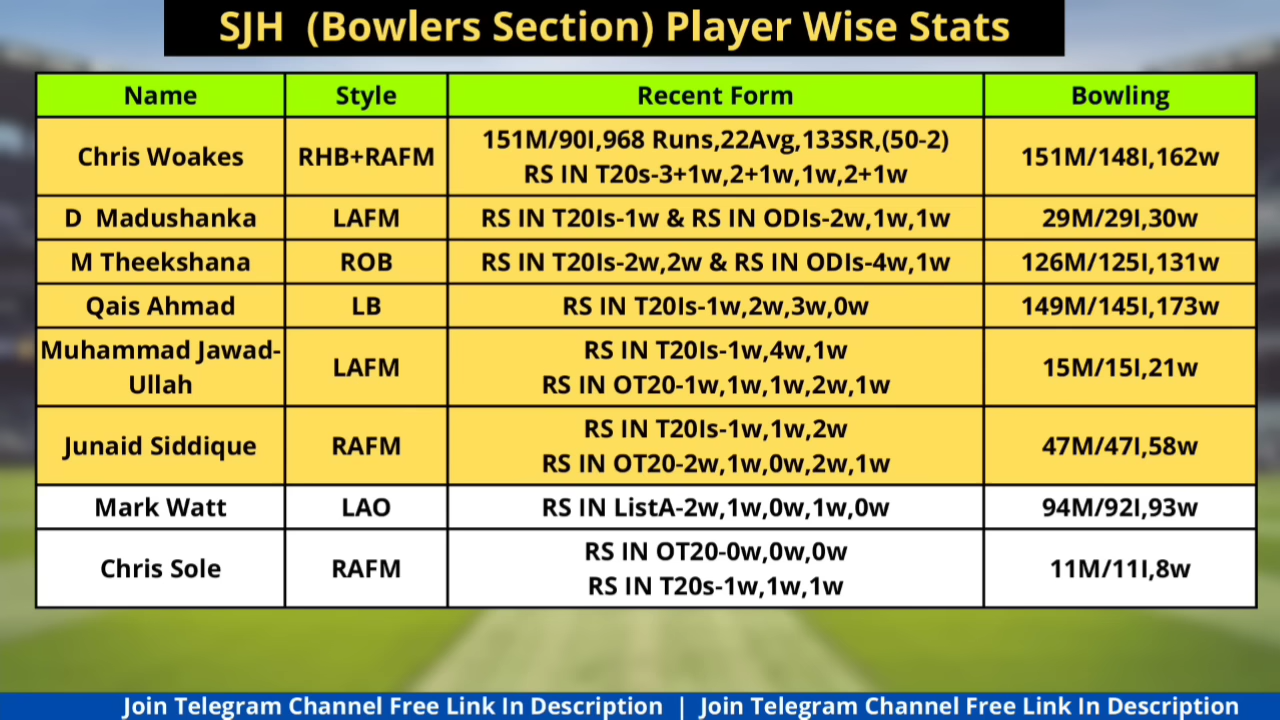 SJH (Bowlers Section) Player Wise Stats
Name Style Recent Form Bowling
Chris Woakes RHB+RAFM 151M/90I,968 Runs,22Avg,133SR,(50-2) 151M/148I,162w
RS IN T20s-3+1w,2+1w,1w,2+1w
D Madushanka LAFM RS IN T20Is-1w & RS IN ODIs-2w,1w,1w 29M/29I,30w
M Theekshana ROB RS IN T20Is-2w,2w & RS IN ODIs-4w,1w 126M/125I,131w
Qais Ahmad LB RS IN T20Is-1w,2w,3w,0w 149M/145I,173w
Muhammad Jawad- LAFM RS IN T20Is-1w,4w,1w 15M/15I,21w
Ullah RS IN OT20-1w,1w,1w,2w,1w
Junaid Siddique RAFM RS IN T20Is-1w,1w,2w 47M/47I,58w
RS IN OT20-2w,1w,0w,2w,1w
Mark Watt LAO RS IN ListA-2w,1w,0w,1w,0w 94M/92I,93w
Chris Sole RAFM RS IN OT20-0w,0w,0w 11M/11I,8w
RS IN T20s-1w,1w,1w
Join Telegram Channel Free Link In Description | Join Telegram Channel Free Link In Description